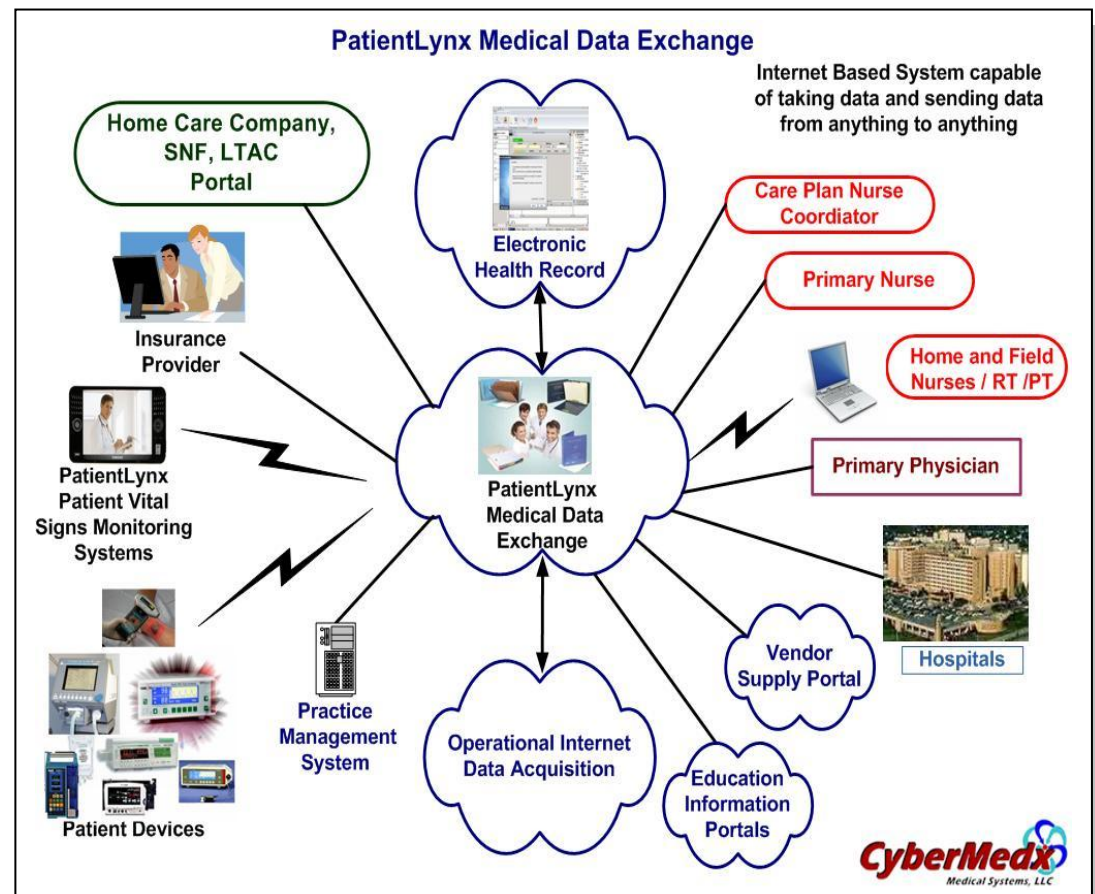 PatientLynx Medical Data Exchange
Internet Based System capable
of taking data and sending data
from anything to anything
Home Care Company,
SNF, LTAC
Portal
Electronic
Health Record
Care Plan Nurse
Coordiator
Primary Nurse
Insurance
Provider
Home and Field
Nurses / RT /PT
PatientLynx
Patient Vital
Signs Monitoring
Systems
PatientLynx
Medical Data
Exchange
Primary Physician
Hospitals
Patient Devices
Practice
Management
System
Operational Internet
Data Acquisition
Vendor
Supply Portal
Education
Information
Portals
CyberMedx
Medical Systems, LLC